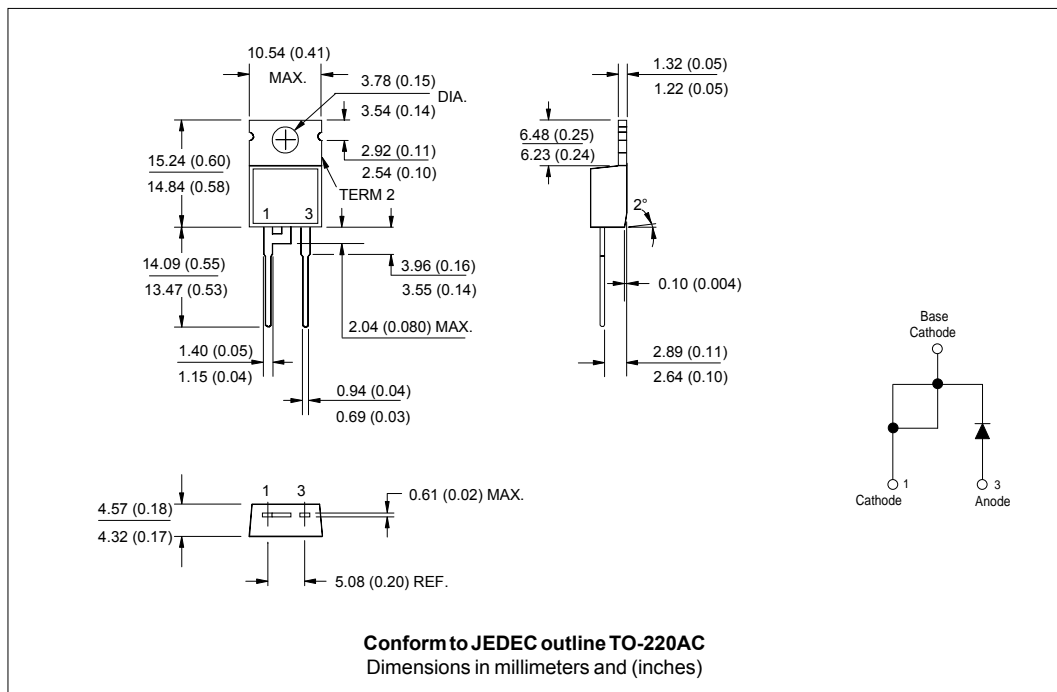 10.54 (0.41)
MAX.
3.78 (0.15)
3.54 (0.14)
DIA.
2.92 (0.11)
2.54 (0.10)
TERM 2
15.24 (0.60)
14.84 (0.58)
1 3
14.09 (0.55)
13.47 (0.53)
3.96 (0.16)
3.55 (0.14)
2.04 (0.080) MAX.
1.40 (0.05)
1.15 (0.04)
0.94 (0.04)
0.69 (0.03)
1.32 (0.05)
1.22 (0.05)
6.48 (0.25)
6.23 (0.24)
2°
0.10 (0.004)
2.89 (0.11)
2.64 (0.10)
Base
Cathode
1 3
Cathode Anode
1 3
0.61 (0.02) MAX.
4.57 (0.18)
4.32 (0.17)
5.08 (0.20) REF.
Conform to JEDEC outline TO-220AC
Dimensions in millimeters and (inches)